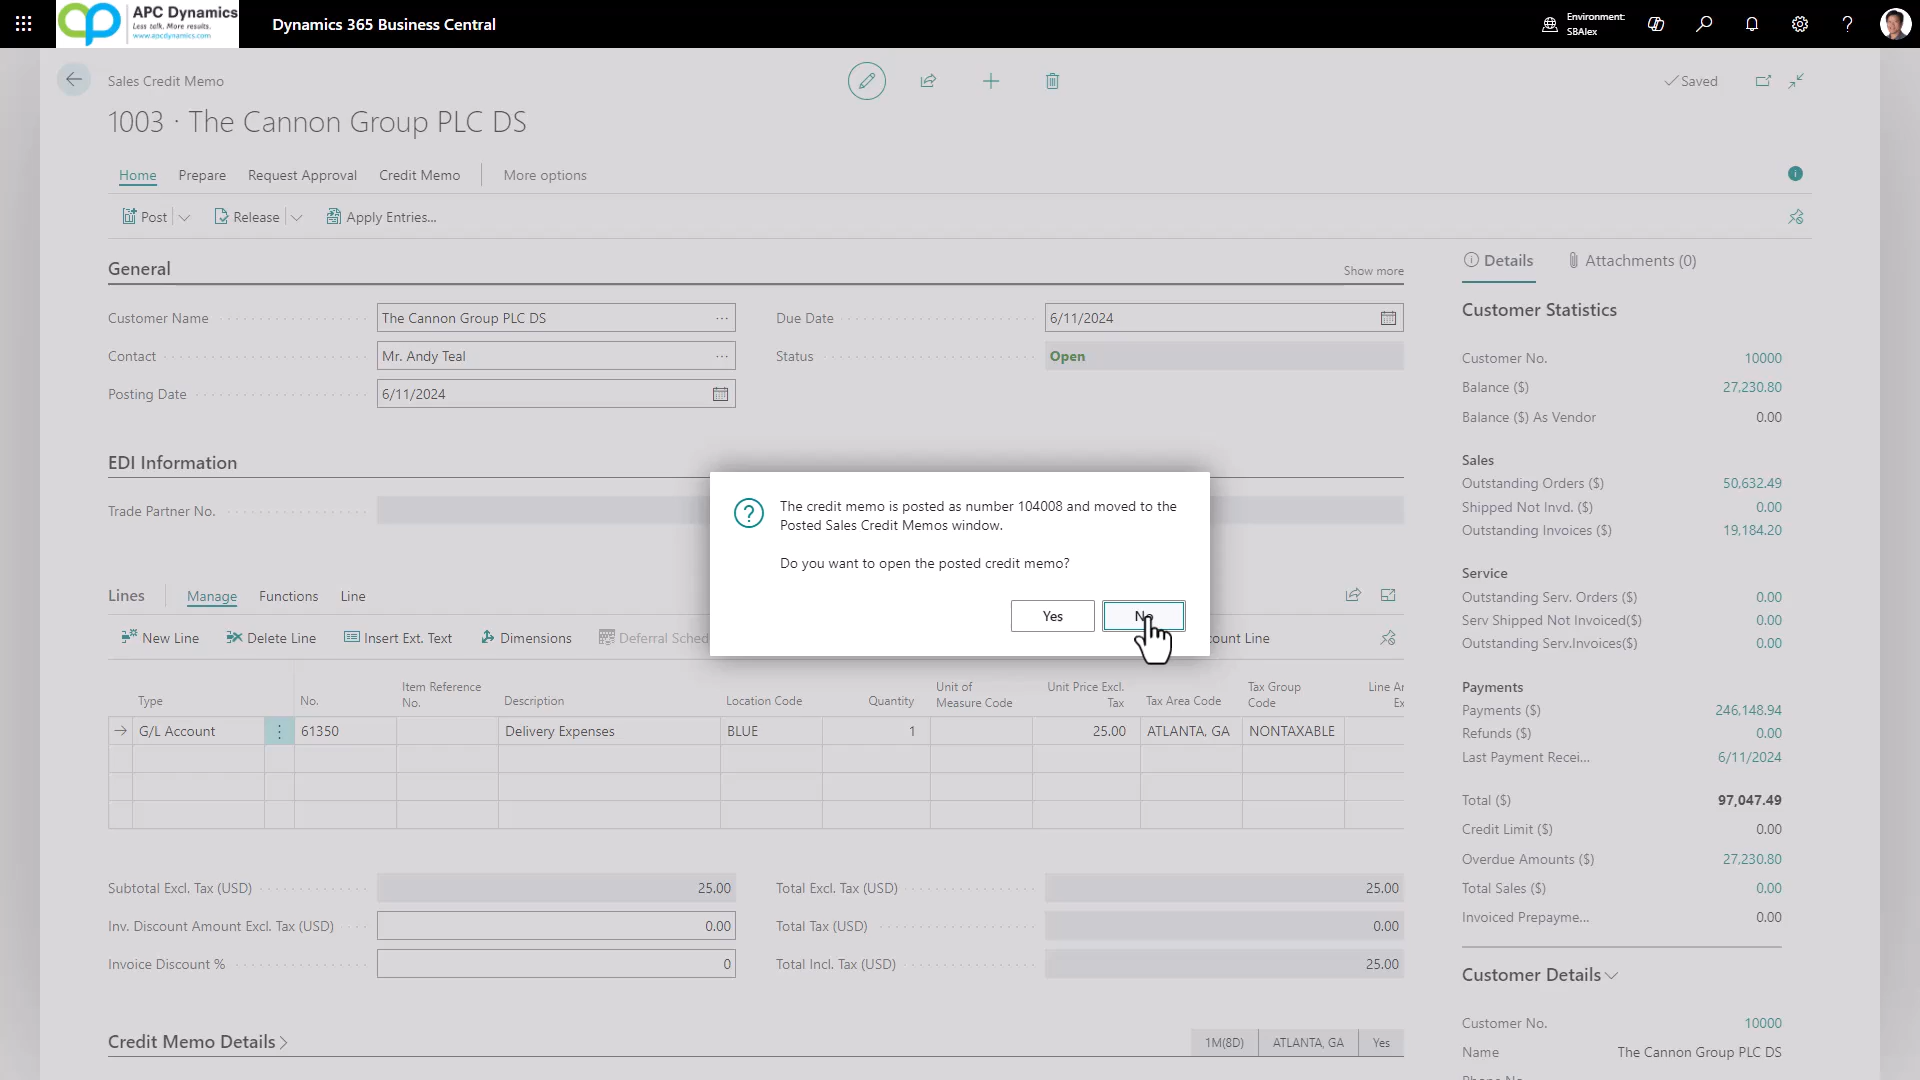 APC Dynamics
Less talk. More results.
www.apcdynamics.com
Dynamics 365 Business Central
Environment:
SBAlex
Sales Credit Memo
Saved
1003 · The Cannon Group PLC DS
Home
Prepare
Request Approval
Credit Memo
More options
Post
Release
Apply Entries...
General
Show more
Customer Name
The Cannon Group PLC DS
Due Date
6/11/2024
Contact
Mr. Andy Teal
Status
Open
Posting Date
6/11/2024
EDI Information
Trade Partner No.
The credit memo is posted as number 104008 and moved to the
Posted Sales Credit Memos window.
Do you want to open the posted credit memo?
Yes
No
Lines
Manage
Functions
Line
New Line
Delete Line
Insert Ext. Text
Dimensions
Deferral Sched
ount Line
Type
No.
Item Reference
No.
Description
Location Code
Quantity
Unit of
Measure Code
Unit Price Excl.
Tax
Tax Area Code
Tax Group
Code
Line Ar
Ex
G/L Account
61350
Delivery Expenses
BLUE
1
25.00
ATLANTA, GA
NONTAXABLE
Subtotal Excl. Tax (USD)
25.00
Total Excl. Tax (USD)
25.00
Inv. Discount Amount Excl. Tax (USD)
0.00
Total Tax (USD)
0.00
Invoice Discount %
0
Total Incl. Tax (USD)
25.00
Credit Memo Details
1M(8D)
ATLANTA, GA
Yes
Details
Attachments (0)
Customer Statistics
Customer No.
10000
Balance ($)
27,230.80
Balance ($) As Vendor
0.00
Sales
Outstanding Orders ($)
50,632.49
Shipped Not Invd. ($)
0.00
Outstanding Invoices ($)
19,184.20
Service
Outstanding Serv. Orders ($)
0.00
Serv Shipped Not Invoiced($)
0.00
Outstanding Serv.Invoices($)
0.00
Payments
Payments ($)
246,148.94
Refunds ($)
0.00
Last Payment Recei...
6/11/2024
Total ($)
97,047.49
Credit Limit ($)
0.00
Overdue Amounts ($)
27,230.80
Total Sales ($)
0.00
Invoiced Prepayme...
0.00
Customer Details
Customer No.
10000
Name
The Cannon Group PLC DS